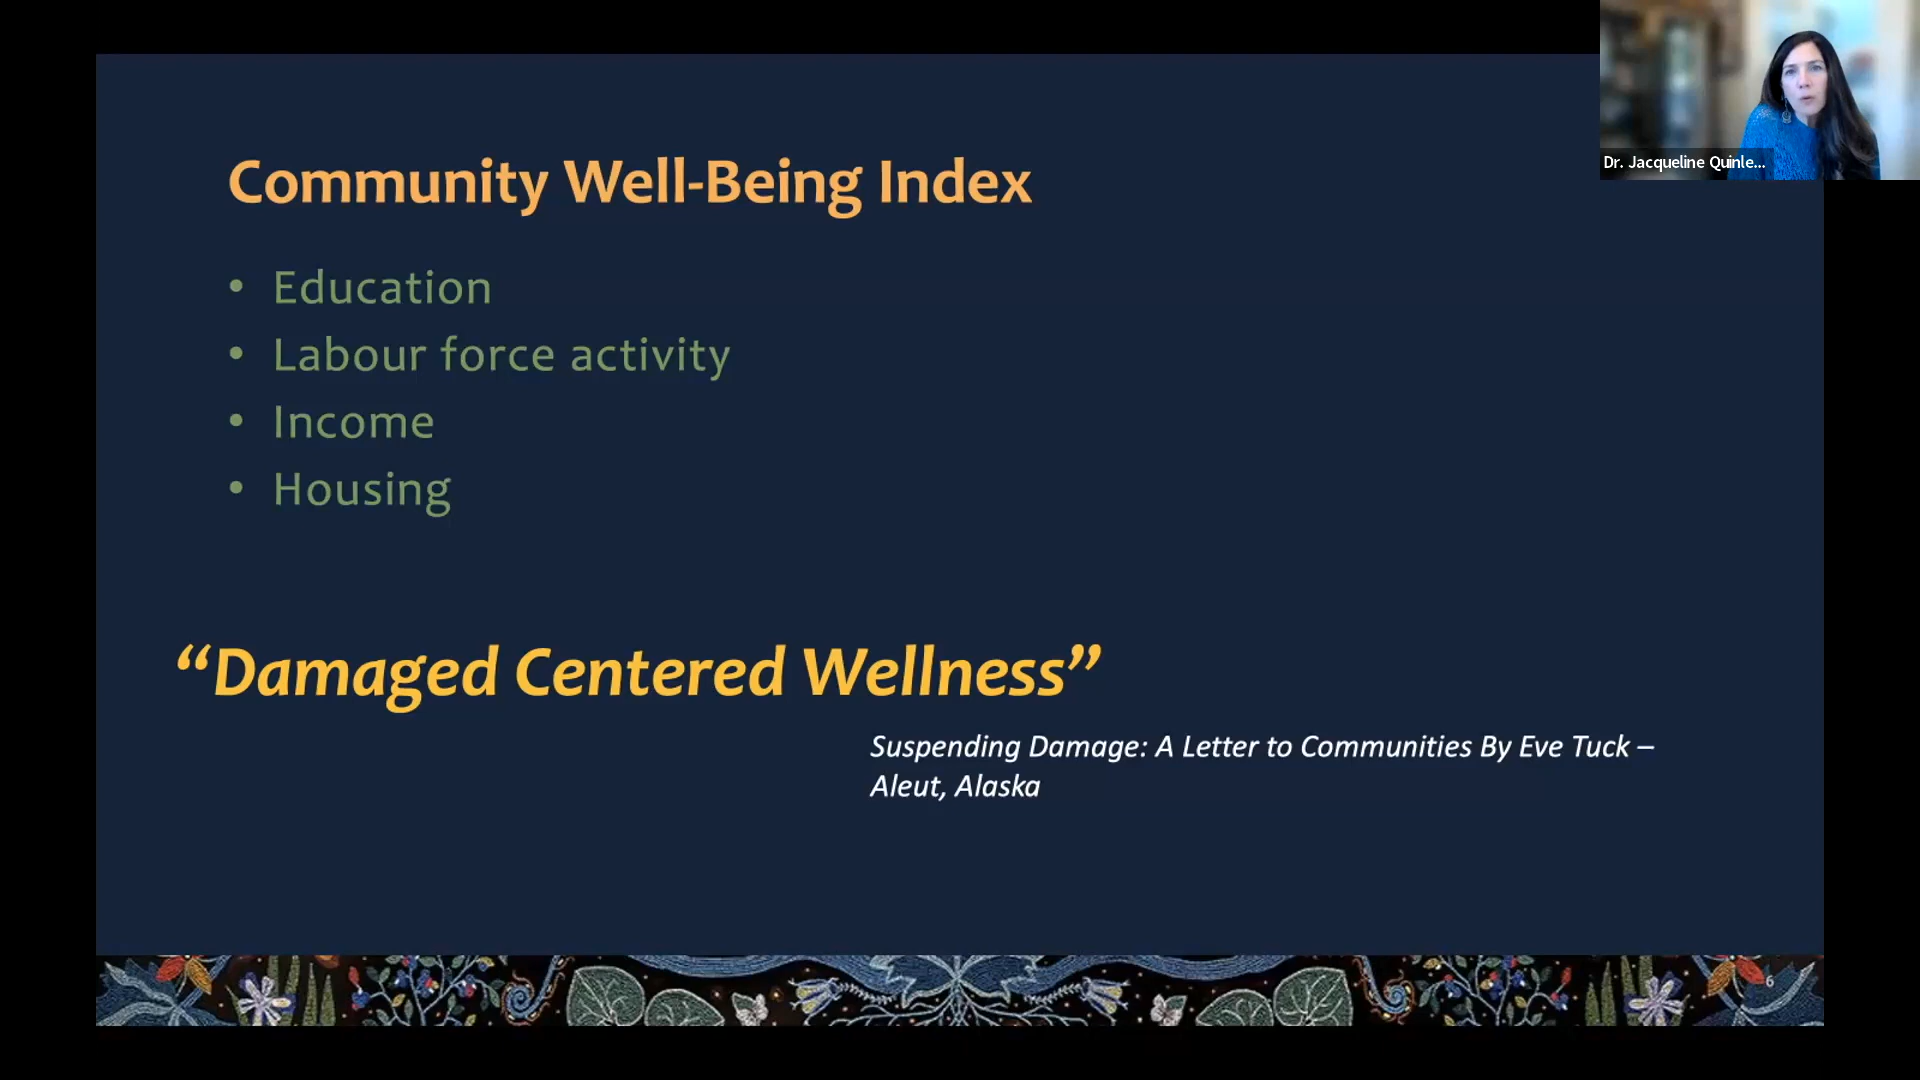 Dr. Jacqueline Quinle...
Community Well-Being Index
• Education
• Labour force activity
• Income
• Housing
“Damaged Centered Wellness”
Suspending Damage: A Letter to Communities By Eve Tuck –
Aleut, Alaska
6